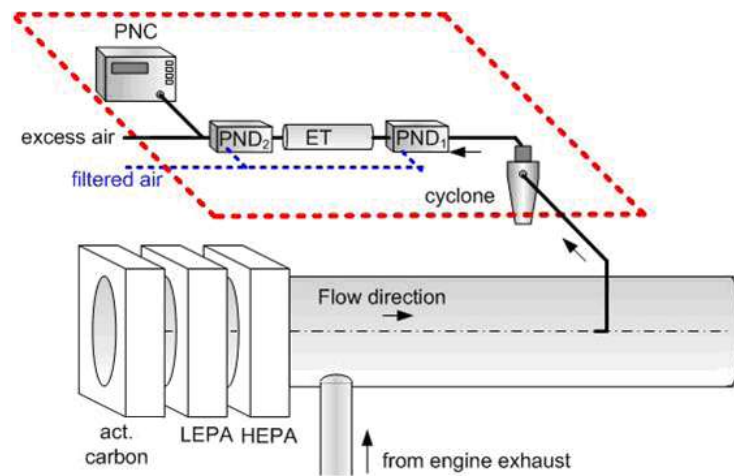 PNC
excess air
PND2
ET
PND1
filtered air
cyclone
Flow direction
act.
carbon
LEPA
HEPA
from engine exhaust